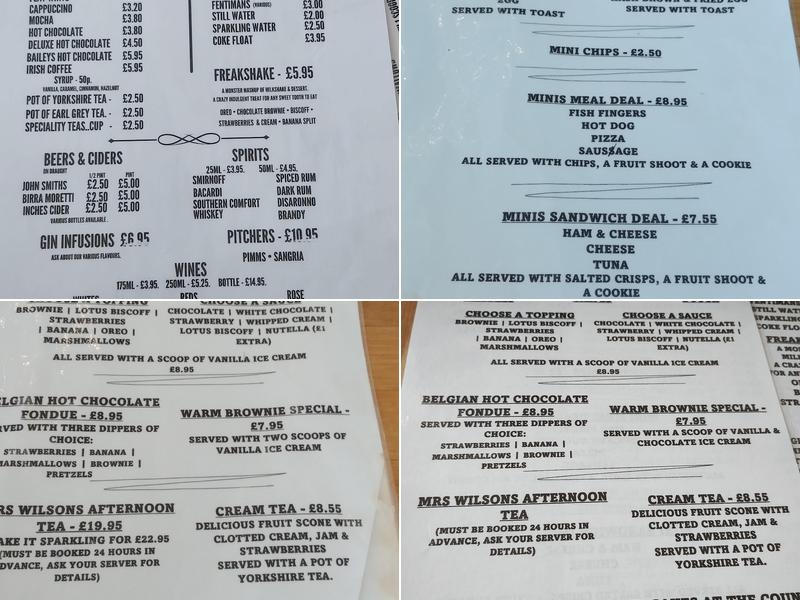 CAPPUCCINO £3.20
MOCHA £3.80
HOT CHOCOLATE £3.80
DELUXE HOT CHOCOLATE £4.50
BAILEYS HOT CHOCOLATE £5.95
IRISH COFFEE £5.95
SYRUP - 50p.
VANILLA, CARAMEL, CINNAMON, HAZELNUT
POT OF YORKSHIRE TEA - £2.50
POT OF EARL GREY TEA. - £2.50
SPECIALITY TEAS..CUP - £2.50
FENTIMANS (VARIOUS) £3.00
STILL WATER £2.00
SPARKLING WATER £2.50
COKE FLOAT £3.95
FREAKSHAKE - £5.95
A MONSTER MASHUP OF MILKSHAKE & DESSERT.
A CRAZY INDULGENT TREAT FOR ANY SWEET TOOTH TO EAT
OREO • CHOCOLATE BROWNIE • BISCOFF •
STRAWBERRIES & CREAM • BANANA SPLIT
BEERS & CIDERS
ON DRAUGHT 1/2 PINT PINT
JOHN SMITHS £2.50 £5.00
BIRRA MORETTI £2.50 £5.00
INCHES CIDER £2.50 £5.00
VARIOUS BOTTLES AVAILABLE .
SPIRITS
25ML - £3.95. 50ML - £4.95.
SMIRNOFF SPICED RUM
BACARDI DARK RUM
SOUTHERN COMFORT DISARONNO
WHISKEY BRANDY
GIN INFUSIONS £6.95
ASK ABOUT OUR VARIOUS FLAVOURS.
PITCHERS - £10.95
PIMMS • SANGRIA
WINES
175ML - £3.95. 250ML - £5.25. BOTTLE - £14.95.
WHITES REDS ROSE
EGG
SERVED WITH TOAST
SERVED WITH TOAST
MINI CHIPS - £2.50
MINIS MEAL DEAL - £8.95
FISH FINGERS
HOT DOG
PIZZA
SAUSSAGE
ALL SERVED WITH CHIPS, A FRUIT SHOOT & A COOKIE
MINIS SANDWICH DEAL - £7.55
HAM & CHEESE
CHEESE
TUNA
ALL SERVED WITH SALTED CRISPS, A FRUIT SHOOT &
A COOKIE
CHOOSE A SAUCE
BROWNIE, LOTUS BISCOFF |
STRAWBERRIES
| BANANA | OREO |
MARSHMALLOWS
CHOCOLATE | WHITE CHOCOLATE |
STRAWBERRY | WHIPPED CREAM |
LOTUS BISCOFF | NUTELLA (£1
EXTRA)
ALL SERVED WITH A SCOOP OF VANILLA ICE CREAM
£8.95
BELGIAN HOT CHOCOLATE
FONDUE - £8.95
SERVED WITH THREE DIPPERS OF
CHOICE:
STRAWBERRIES | BANANA |
MARSHMALLOWS | BROWNIE |
PRETZELS
WARM BROWNIE SPECIAL -
£7.95
SERVED WITH TWO SCOOPS OF
VANILLA ICE CREAM
MRS WILSONS AFTERNOON
TEA - £19.95
MAKE IT SPARKLING FOR £22.95
(MUST BE BOOKED 24 HOURS IN
ADVANCE, ASK YOUR SERVER FOR
DETAILS)
CREAM TEA - £8.55
DELICIOUS FRUIT SCONE WITH
CLOTTED CREAM, JAM &
STRAWBERRIES
SERVED WITH A POT OF
YORKSHIRE TEA.
CHOOSE A TOPPING
BROWNIE, LOTUS BISCOFF |
STRAWBERRIES
| BANANA | OREO |
MARSHMALLOWS
CHOOSE A SAUCE
CHOCOLATE | WHITE CHOCOLATE |
STRAWBERRY | WHIPPED CREAM |
LOTUS BISCOFF | NUTELLA (£1
EXTRA)
ALL SERVED WITH A SCOOP OF VANILLA ICE CREAM
£8.95
BELGIAN HOT CHOCOLATE
FONDUE - £8.95
SERVED WITH THREE DIPPERS OF
CHOICE:
STRAWBERRIES | BANANA |
MARSHMALLOWS | BROWNIE |
PRETZELS
WARM BROWNIE SPECIAL -
£7.95
SERVED WITH A SCOOP OF VANILLA &
CHOCOLATE ICE CREAM
MRS WILSONS AFTERNOON
TEA
(MUST BE BOOKED 24 HOURS IN
ADVANCE, ASK YOUR SERVER FOR
DETAILS)
CREAM TEA - £8.55
DELICIOUS FRUIT SCONE WITH
CLOTTED CREAM, JAM &
STRAWBERRIES
SERVED WITH A POT OF
YORKSHIRE TEA.
AT THE